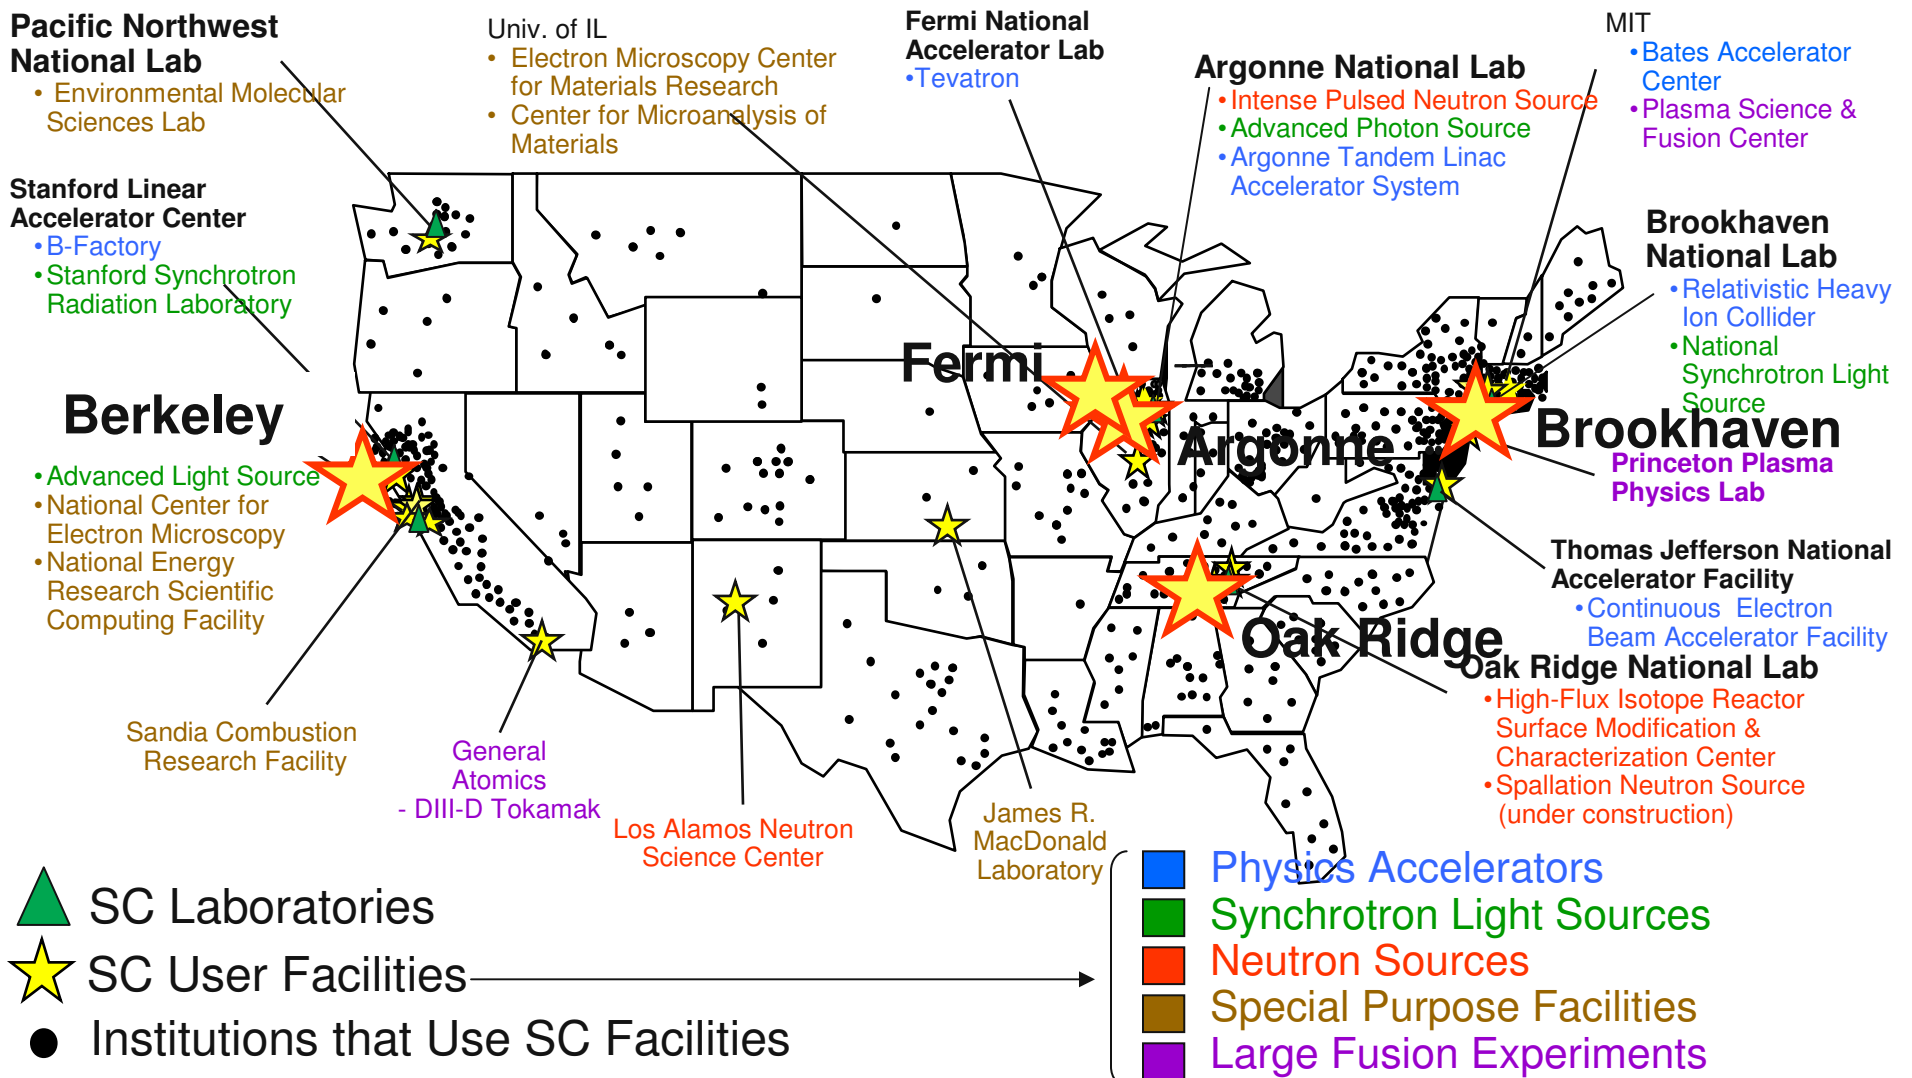 Pacific Northwest
National Lab
• Environmental Molecular
Sciences Lab
Univ. of IL
• Electron Microscopy Center
for Materials Research
• Center for Microanalysis of
Materials
Fermi National
Accelerator Lab
•Tevatron
Argonne National Lab
•Intense Pulsed Neutron Source
•Advanced Photon Source
•Argonne Tandem Linac
Accelerator System
MIT
•Bates Accelerator
Center
•Plasma Science &
Fusion Center
Stanford Linear
Accelerator Center
•B-Factory
•Stanford Synchrotron
Radiation Laboratory
Brookhaven
National Lab
•Relativistic Heavy
Ion Collider
•National
Synchrotron Light
Source
Fermi
Berkeley
Argonne
Brookhaven
•Advanced Light Source
•National Center for
Electron Microscopy
•National Energy
Research Scientific
Computing Facility
Princeton Plasma
Physics Lab
Thomas Jefferson National
Accelerator Facility
•Continuous Electron
Beam Accelerator Facility
Oak Ridge
Oak Ridge National Lab
•High-Flux Isotope Reactor
Surface Modification &
Characterization Center
•Spallation Neutron Source
(under construction)
Sandia Combustion
Research Facility
General
Atomics
- DIII-D Tokamak
Los Alamos Neutron
Science Center
James R.
MacDonald
Laboratory
SC Laboratories
SC User Facilities
Institutions that Use SC Facilities
Physics Accelerators
Synchrotron Light Sources
Neutron Sources
Special Purpose Facilities
Large Fusion Experiments